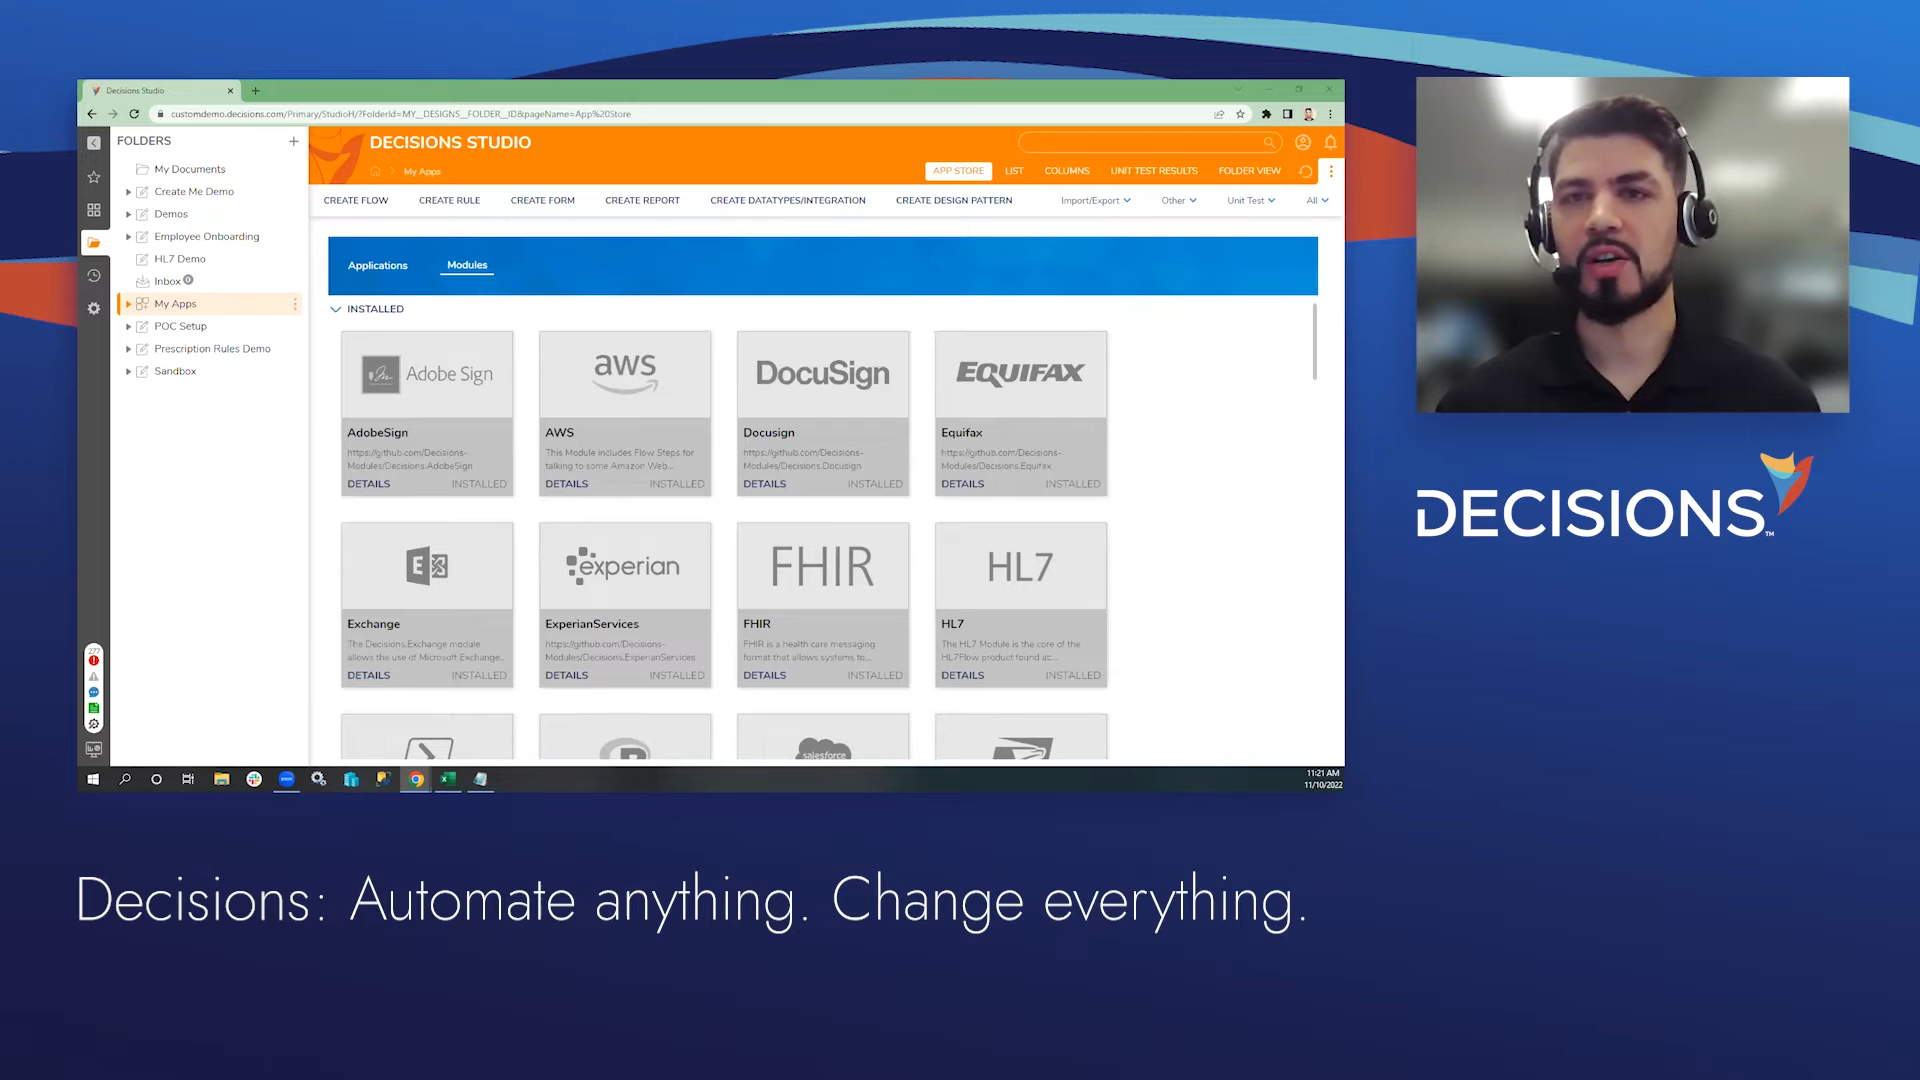 Decisions Studio
customdemo.decisions.com/Primary/StudioH/?FolderId=MY__DESIGNS__FOLDER__ID&pageName=App%20Store
FOLDERS
My Documents
Create Me Demo
Demos
Employee Onboarding
HL7 Demo
Inbox 0
My Apps
POC Setup
Prescription Rules Demo
Sandbox
277
DECISIONS STUDIO
My Apps
APP STORE LIST COLUMNS UNIT TEST RESULTS FOLDER VIEW
CREATE FLOW CREATE RULE CREATE FORM CREATE REPORT CREATE DATATYPES/INTEGRATION CREATE DESIGN PATTERN Import/Export Other Unit Test All
Applications Modules
INSTALLED
Adobe Sign
AdobeSign
https://github.com/Decisions-
Modules/Decisions.AdobeSign
DETAILS INSTALLED
aws
AWS
This Module includes Flow Steps for
talking to some Amazon Web...
DETAILS INSTALLED
DocuSign
Docusign
https://github.com/Decisions-
Modules/Decisions.Docusign
DETAILS INSTALLED
EQUIFAX
Equifax
https://github.com/Decisions-
Modules/Decisions.Equifax
DETAILS INSTALLED
E
Exchange
The Decisions.Exchange module
allows the use of Microsoft Exchange...
DETAILS INSTALLED
experian
ExperianServices
https://github.com/Decisions-
Modules/Decisions.ExperianServices
DETAILS INSTALLED
FHIR
FHIR
FHIR is a health care messaging
format that allows systems to...
DETAILS INSTALLED
HL7
HL7
The HL7 Module is the core of the
HL7Flow product found at:...
DETAILS INSTALLED
salesforce
11:21 AM
11/10/2022
DECISIONS™
Decisions: Automate anything. Change everything.